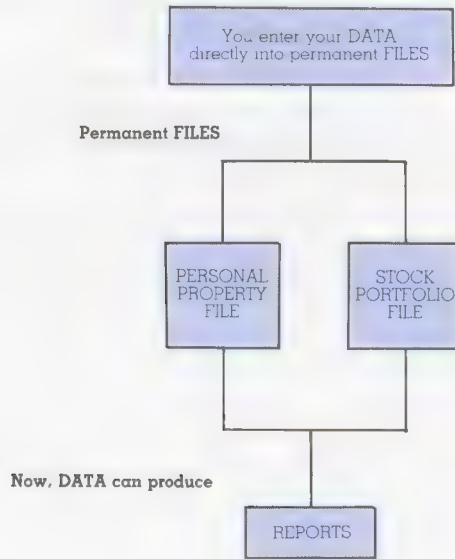 You enter your DATA
directly into permanent FILES
Permanent FILES
PERSONAL
PROPERTY
FILE
STOCK
PORTFOLIO
FILE
Now, DATA can produce
REPORTS